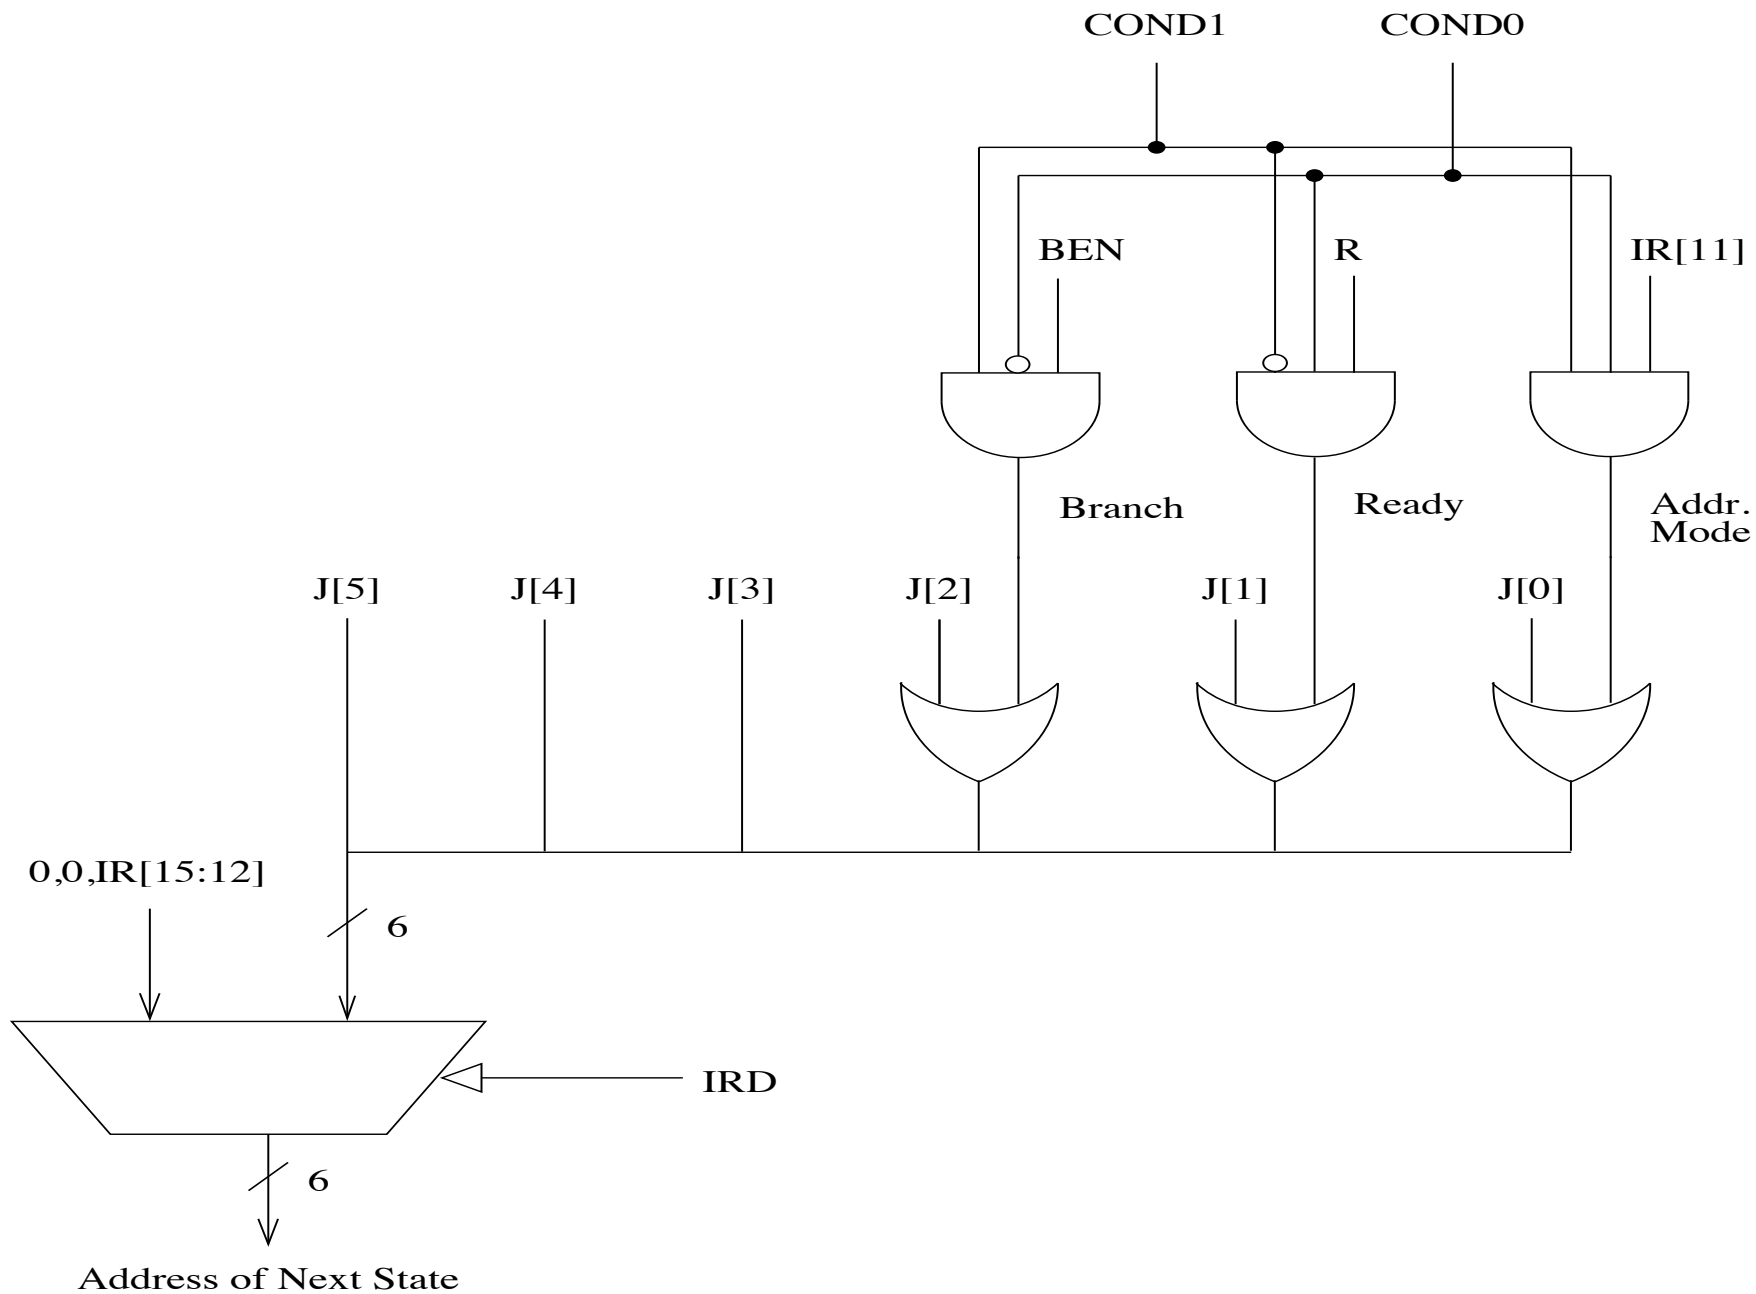 COND1
COND0
BEN
R
IR[11]
Branch
Ready
Addr.
Mode
J[5]
J[4]
J[3]
J[2]
J[1]
J[0]
0,0,IR[15:12]
6
IRD
6
Address of Next State